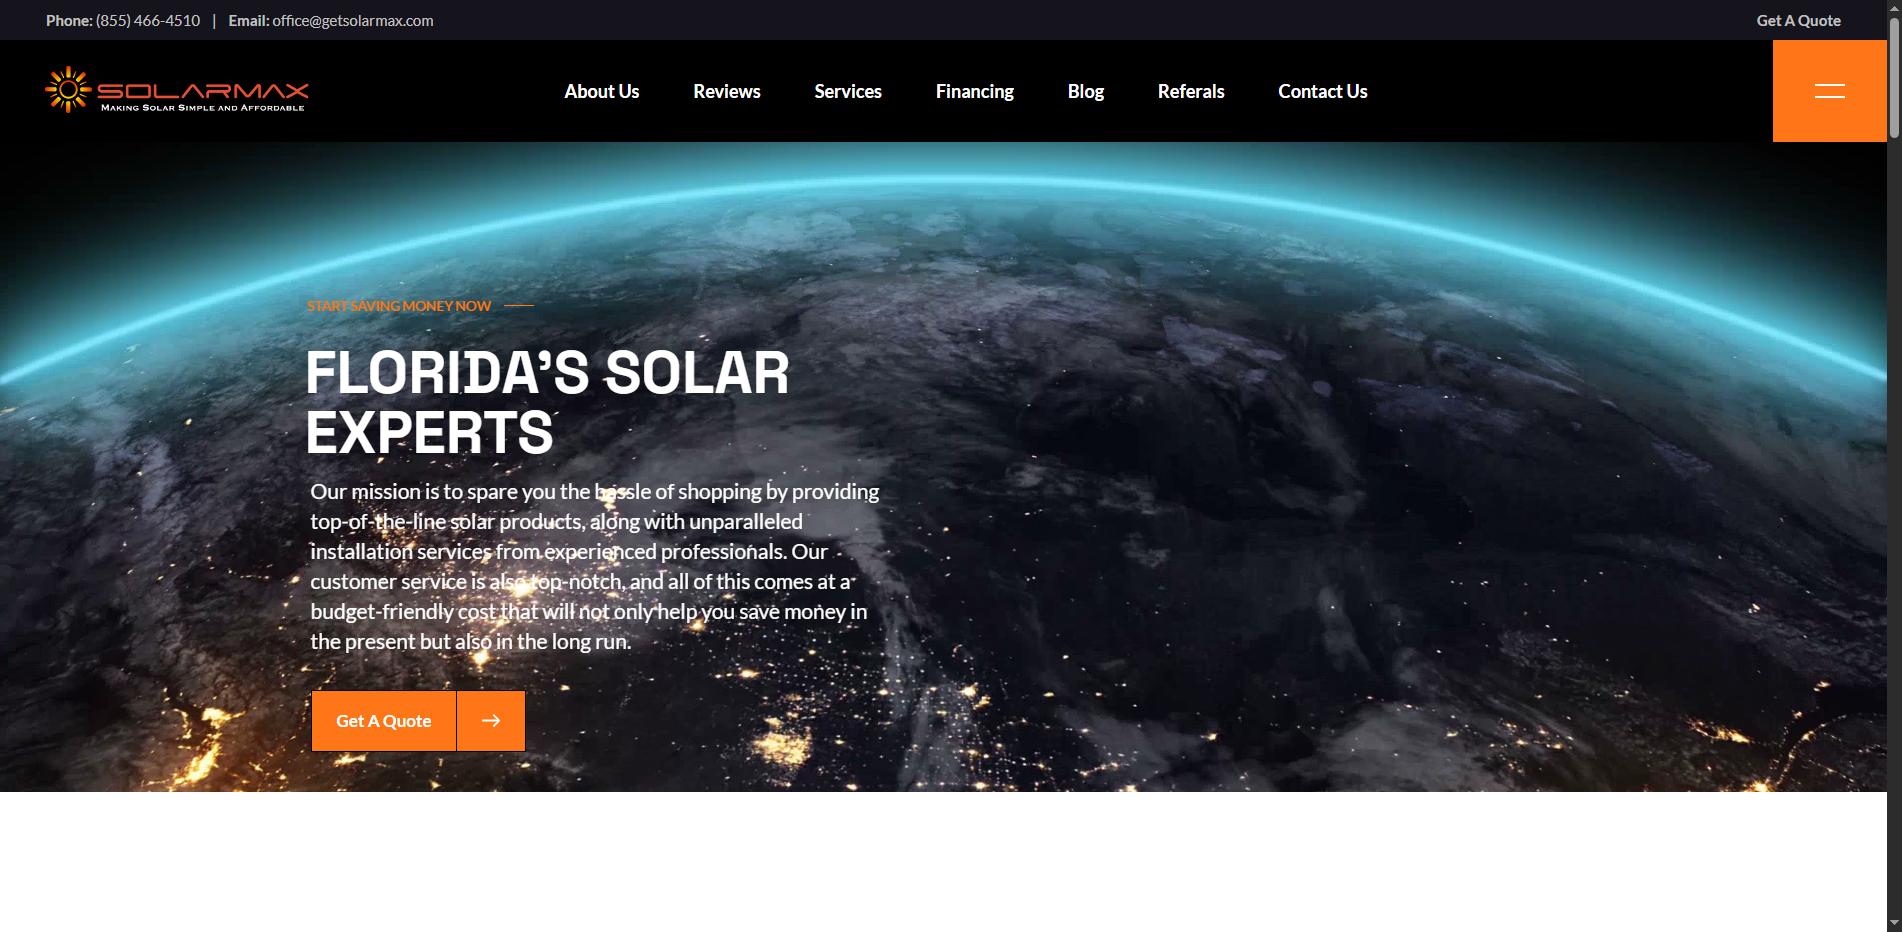 Phone: (855) 466-4510 | Email: office@getsolarmax.com
Get A Quote
SOLARMAX
MAKING SOLAR SIMPLE AND AFFORDABLE
About Us
Reviews
Services
Financing
Blog
Referrals
Contact Us
START SAVING MONEY NOW
FLORIDA’S SOLAR
EXPERTS
Our mission is to spare you the hassle of shopping by providing
top-of-the-line solar products, along with unparalleled
installation services from experienced professionals. Our
customer service is also top-notch, and all of this comes at a
budget-friendly cost that will not only help you save money in
the present but also in the long run.
Get A Quote